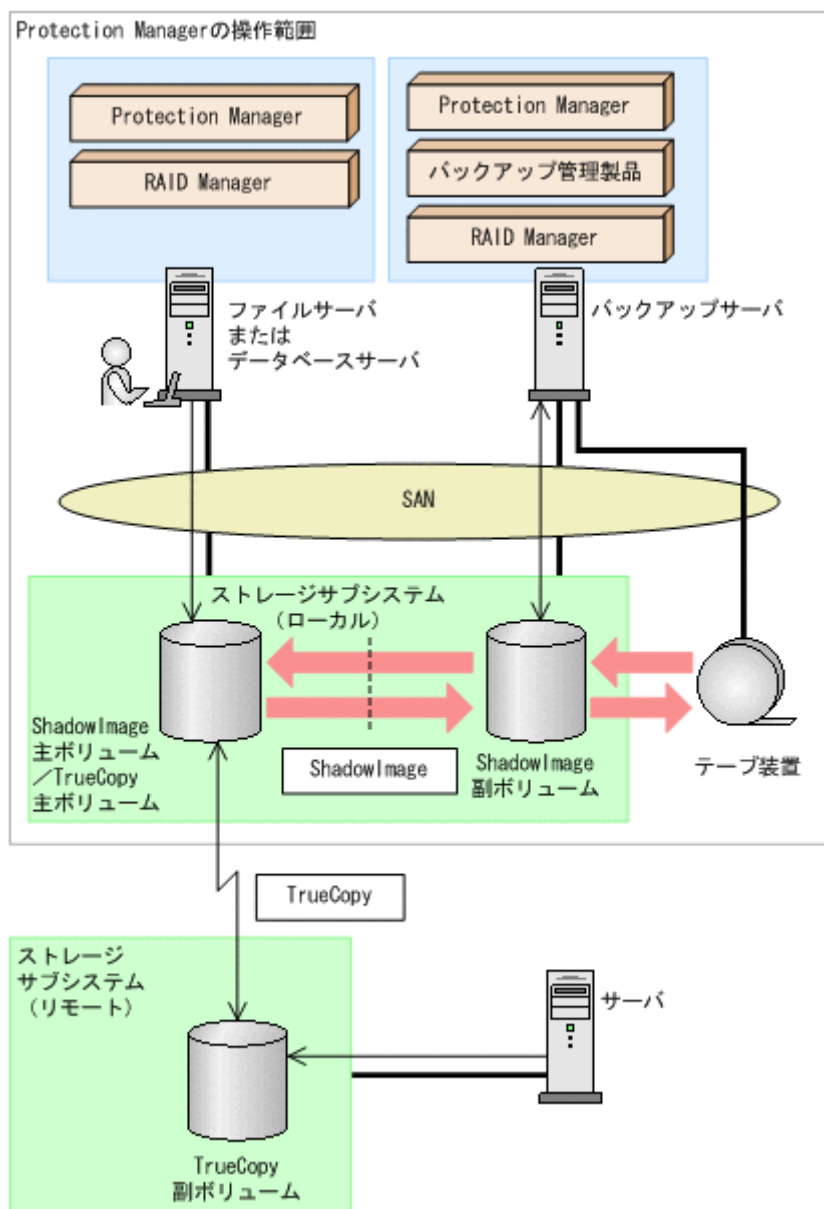 Protection Managerの操作範囲
Protection Manager
RAID Manager
Protection Manager
バックアップ管理製品
RAID Manager
ファイルサーバ
または
データベースサーバ
バックアップサーバ
SAN
ストレージサブシステム
(ローカル)
ShadowImage
主ボリューム
／TrueCopy
主ボリューム
ShadowImage
ShadowImage
副ボリューム
テープ装置
TrueCopy
ストレージ
サブシステム
(リモート)
サーバ
TrueCopy
副ボリューム